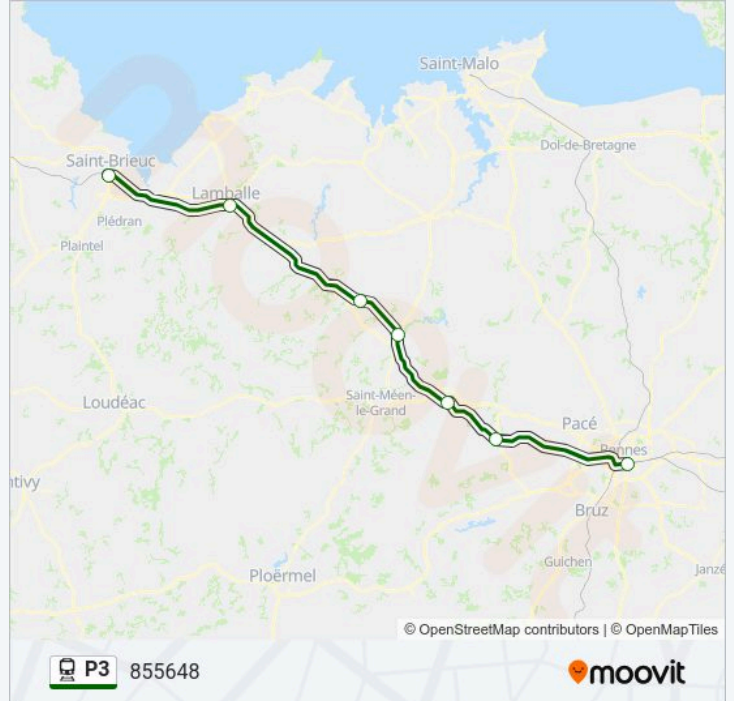 Saint-Malo
Dol-de-Bretagne
Saint-Brieuc
Lamballe
Plédran
Plaintel
Saint-Méen-
le-Grand
Loudéac
Pacé
Rennes
ntivy
Bruz
Guichen
Ploërmel
Janzé
© OpenStreetMap contributors | © OpenMapTiles
P3 855648
moovit